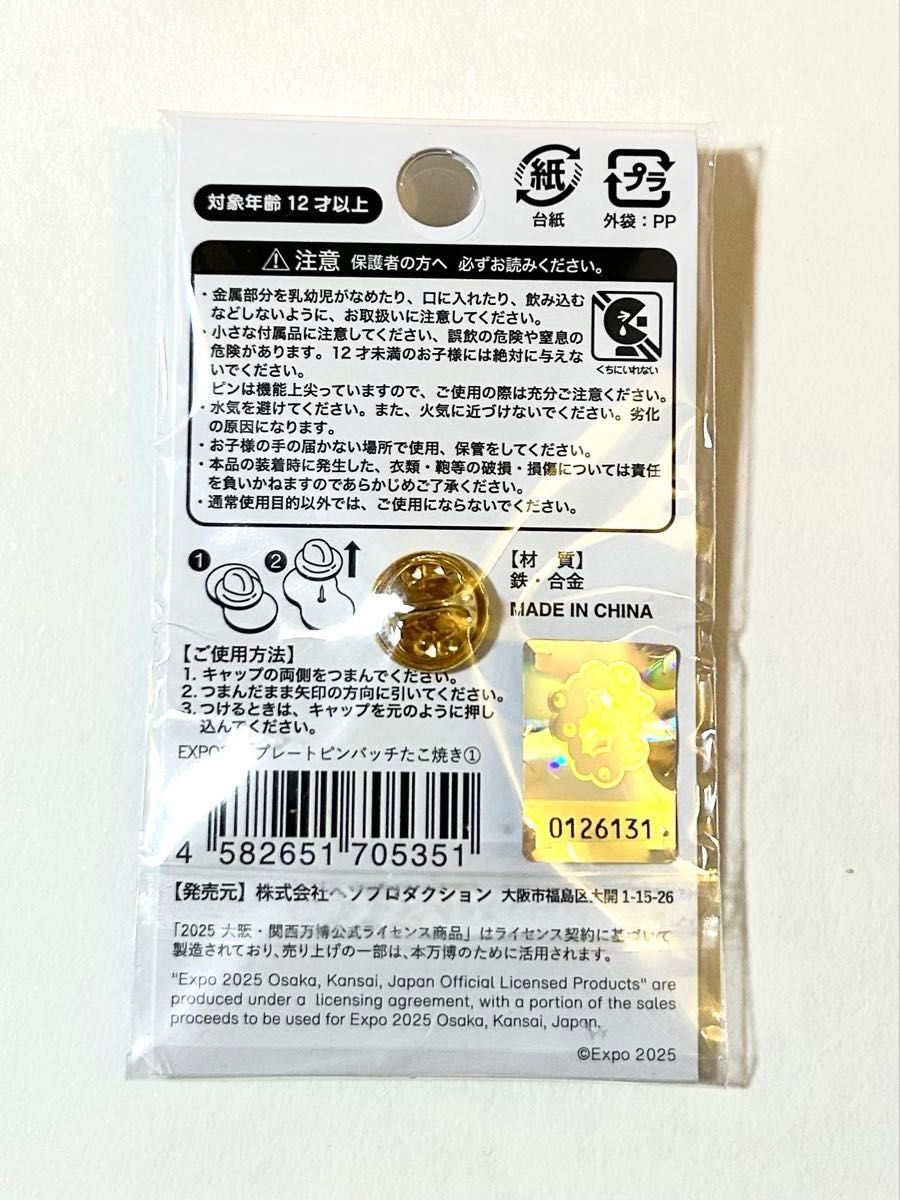 対象年齢 12 才以上
紙
台紙
プラ
外袋：PP
注意 保護者の方へ 必ずお読みください。
・金属部分を乳幼児がなめたり、口に入れたり、飲み込む
などしないように、お取扱いに注意してください。
・小さな付属品に注意してください、誤飲の危険や窒息の
危険があります。12 才未満のお子様には絶対に与えな
いでください。
ピンは機能上尖っていますので、ご使用の際は充分ご注意ください。
・水気を避けてください。また、火気に近づけないでください。劣化
の原因になります。
・お子様の手の届かない場所で使用、保管をしてください。
・本品の装着時に発生した、衣類・鞄等の破損・損傷については責任
を負いかねますのであらかじめご了承ください。
・通常使用目的以外では、ご使用にならないでください。
くちにいれない
1 2
【材 質】
鉄・合金
MADE IN CHINA
【ご使用方法】
1. キャップの両側をつまんでください。
2. つまんだまま矢印の方向に引いてください。
3. つけるときは、キャップを元のように押し
込んでください。
EXPO プレートピンバッチたこ焼き①
4 582651 705351
0126131
【発売元】株式会社ヘソプロダクション 大阪市福島区大開 1-15-26
「2025 大阪・関西万博公式ライセンス商品」はライセンス契約に基づいて
製造されており、売り上げの一部は、本万博のために活用されます。
"Expo 2025 Osaka, Kansai, Japan Official Licensed Products" are
produced under a licensing agreement, with a portion of the sales
proceeds to be used for Expo 2025 Osaka, Kansai, Japan.
©Expo 2025